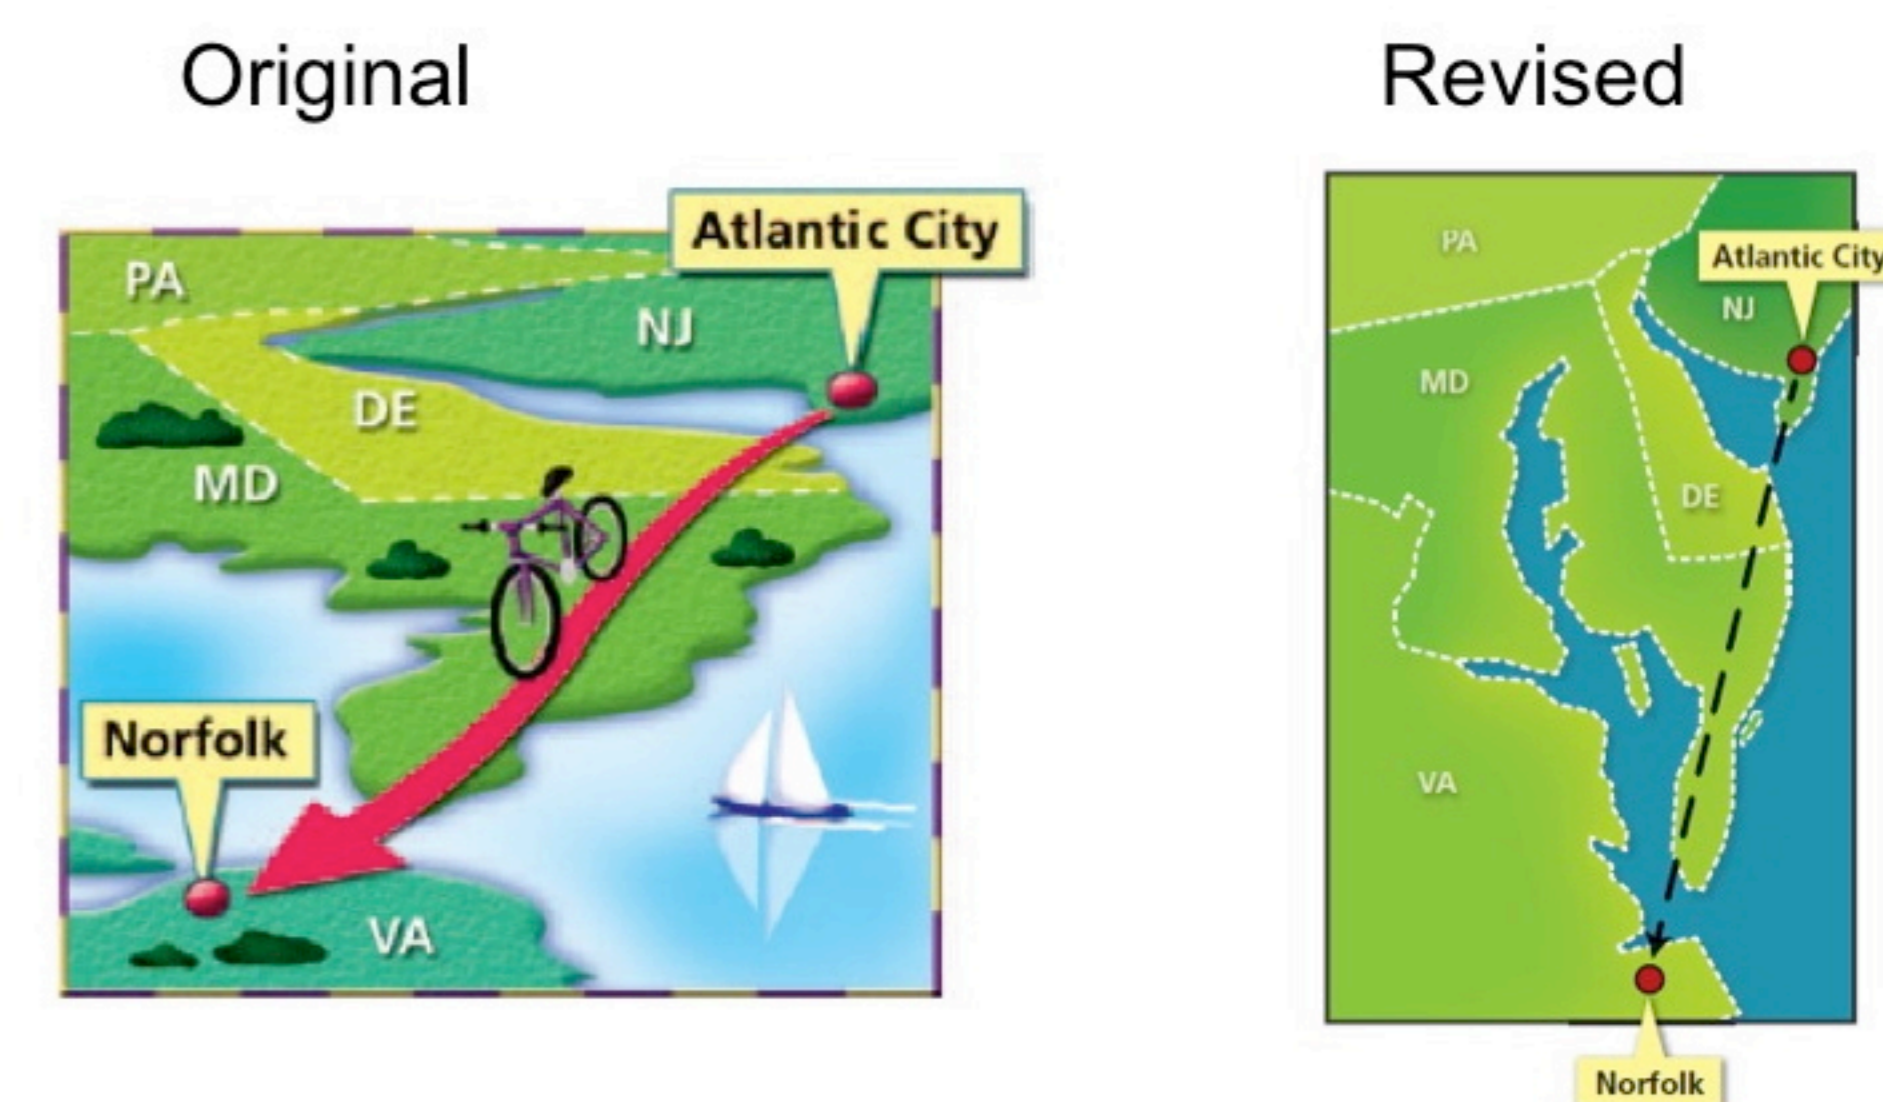 Original
Revised
Atlantic City
PA
NJ
DE
MD
Norfolk
VA
PA
Atlantic City
NJ
MD
DE
VA
Norfolk